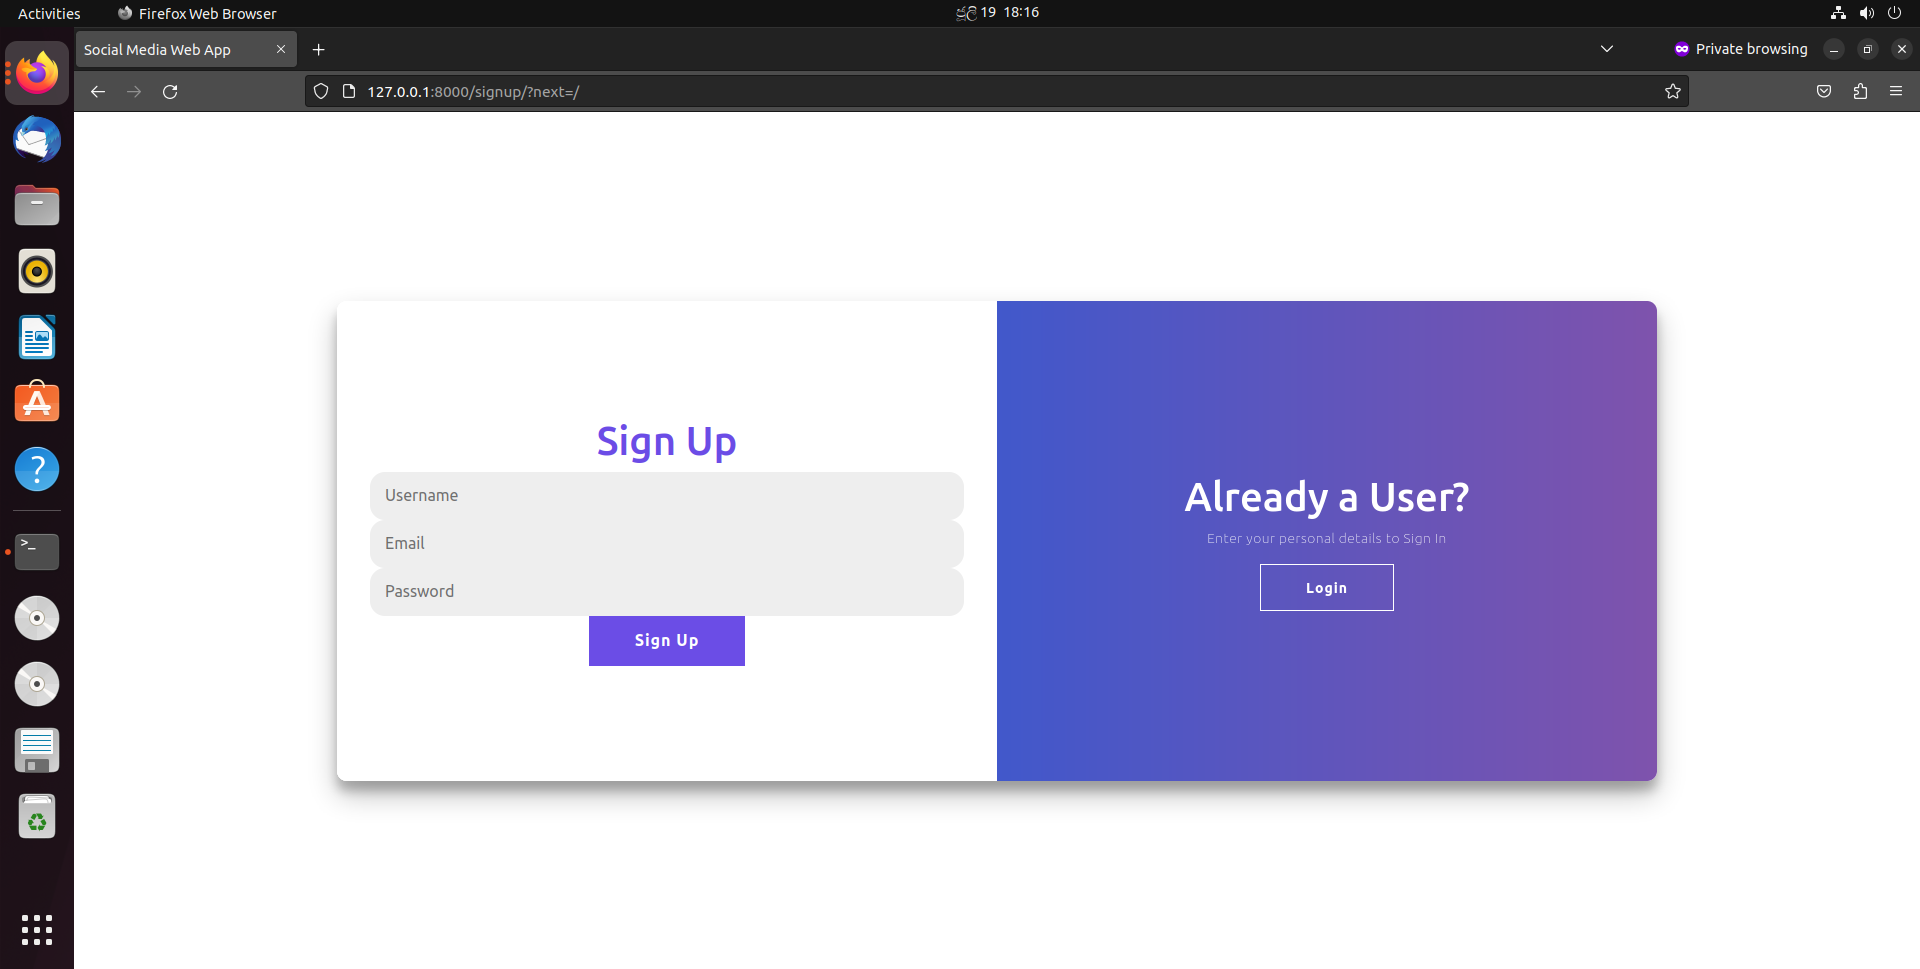 Activities
Firefox Web Browser
ජූලි 19 18:16
Social Media Web App
Private browsing
127.0.0.1:8000/signup/?next=/
Sign Up
Username
Email
Password
Sign Up
Already a User?
Enter your personal details to Sign In
Login